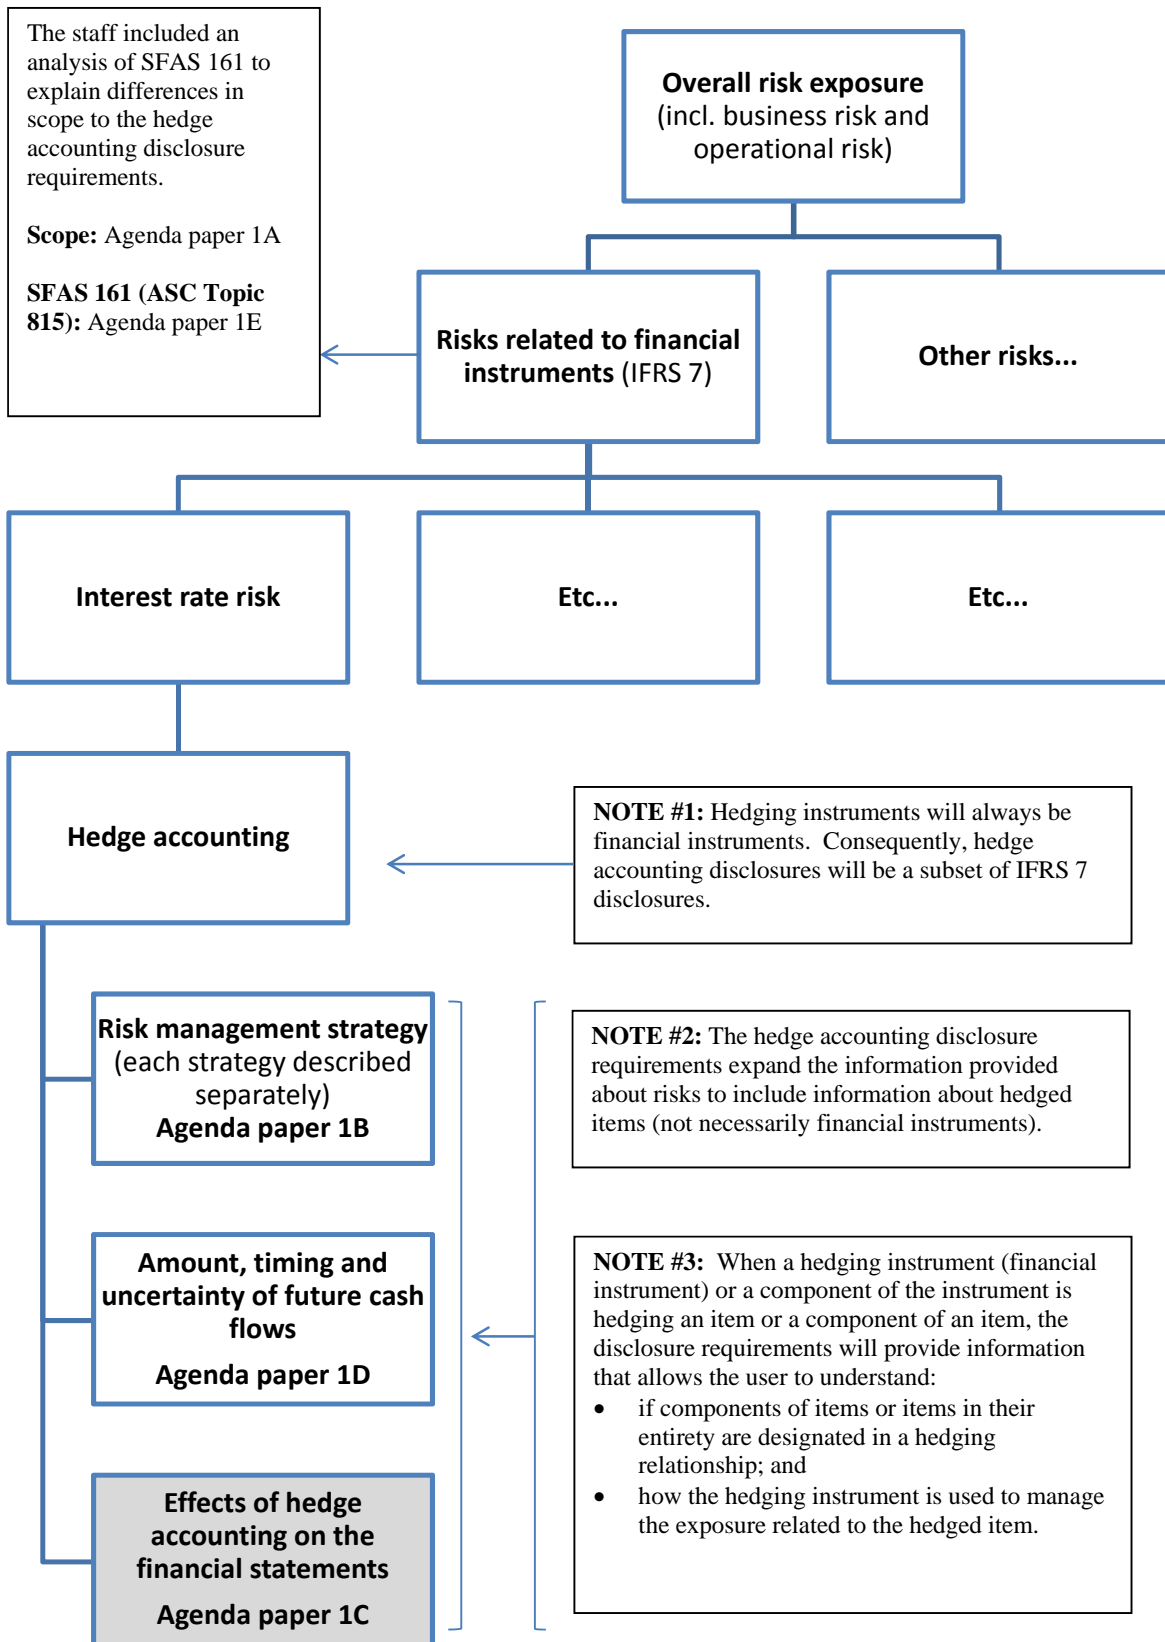 The staff included an
analysis of SFAS 161 to
explain differences in
scope to the hedge
accounting disclosure
requirements.
Scope: Agenda paper 1A
SFAS 161 (ASC Topic
815): Agenda paper 1E
Overall risk exposure
(incl. business risk and
operational risk)
Risks related to financial
instruments (IFRS 7)
Other risks...
Interest rate risk
Etc...
Etc...
Hedge accounting
NOTE #1: Hedging instruments will always be
financial instruments. Consequently, hedge
accounting disclosures will be a subset of IFRS 7
disclosures.
Risk management strategy
(each strategy described
separately)
Agenda paper 1B
NOTE #2: The hedge accounting disclosure
requirements expand the information provided
about risks to include information about hedged
items (not necessarily financial instruments).
Amount, timing and
uncertainty of future cash
flows
Agenda paper 1D
NOTE #3: When a hedging instrument (financial
instrument) or a component of the instrument is
hedging an item or a component of an item, the
disclosure requirements will provide information
that allows the user to understand:
• if components of items or items in their
entirety are designated in a hedging
relationship; and
• how the hedging instrument is used to manage
the exposure related to the hedged item.
Effects of hedge
accounting on the
financial statements
Agenda paper 1C